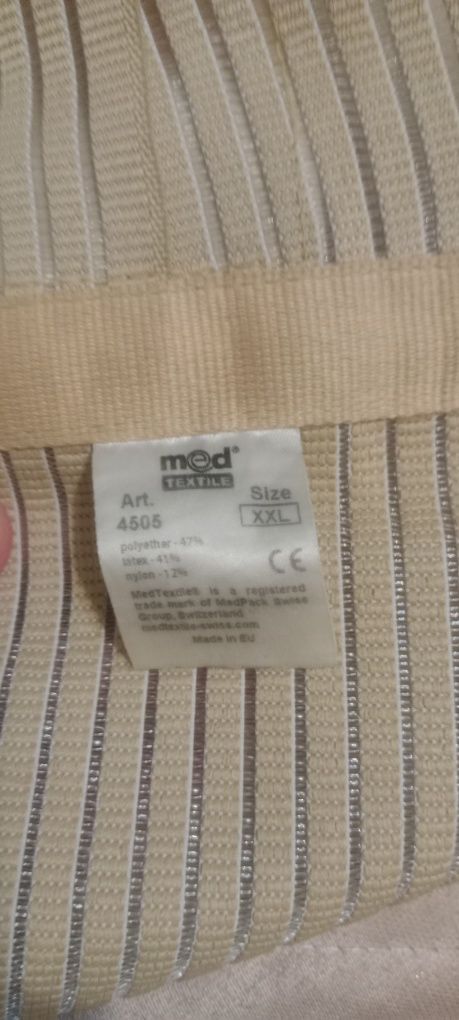 med®
TEXTILE
Art. Size
4505 XXL
polyether - 47%
latex - 41%
nylon - 12%
CE
MedTextile® is a registered
trade mark of MedPack Swiss
Group, Switzerland.
medtextile-swiss.com
Made in EU